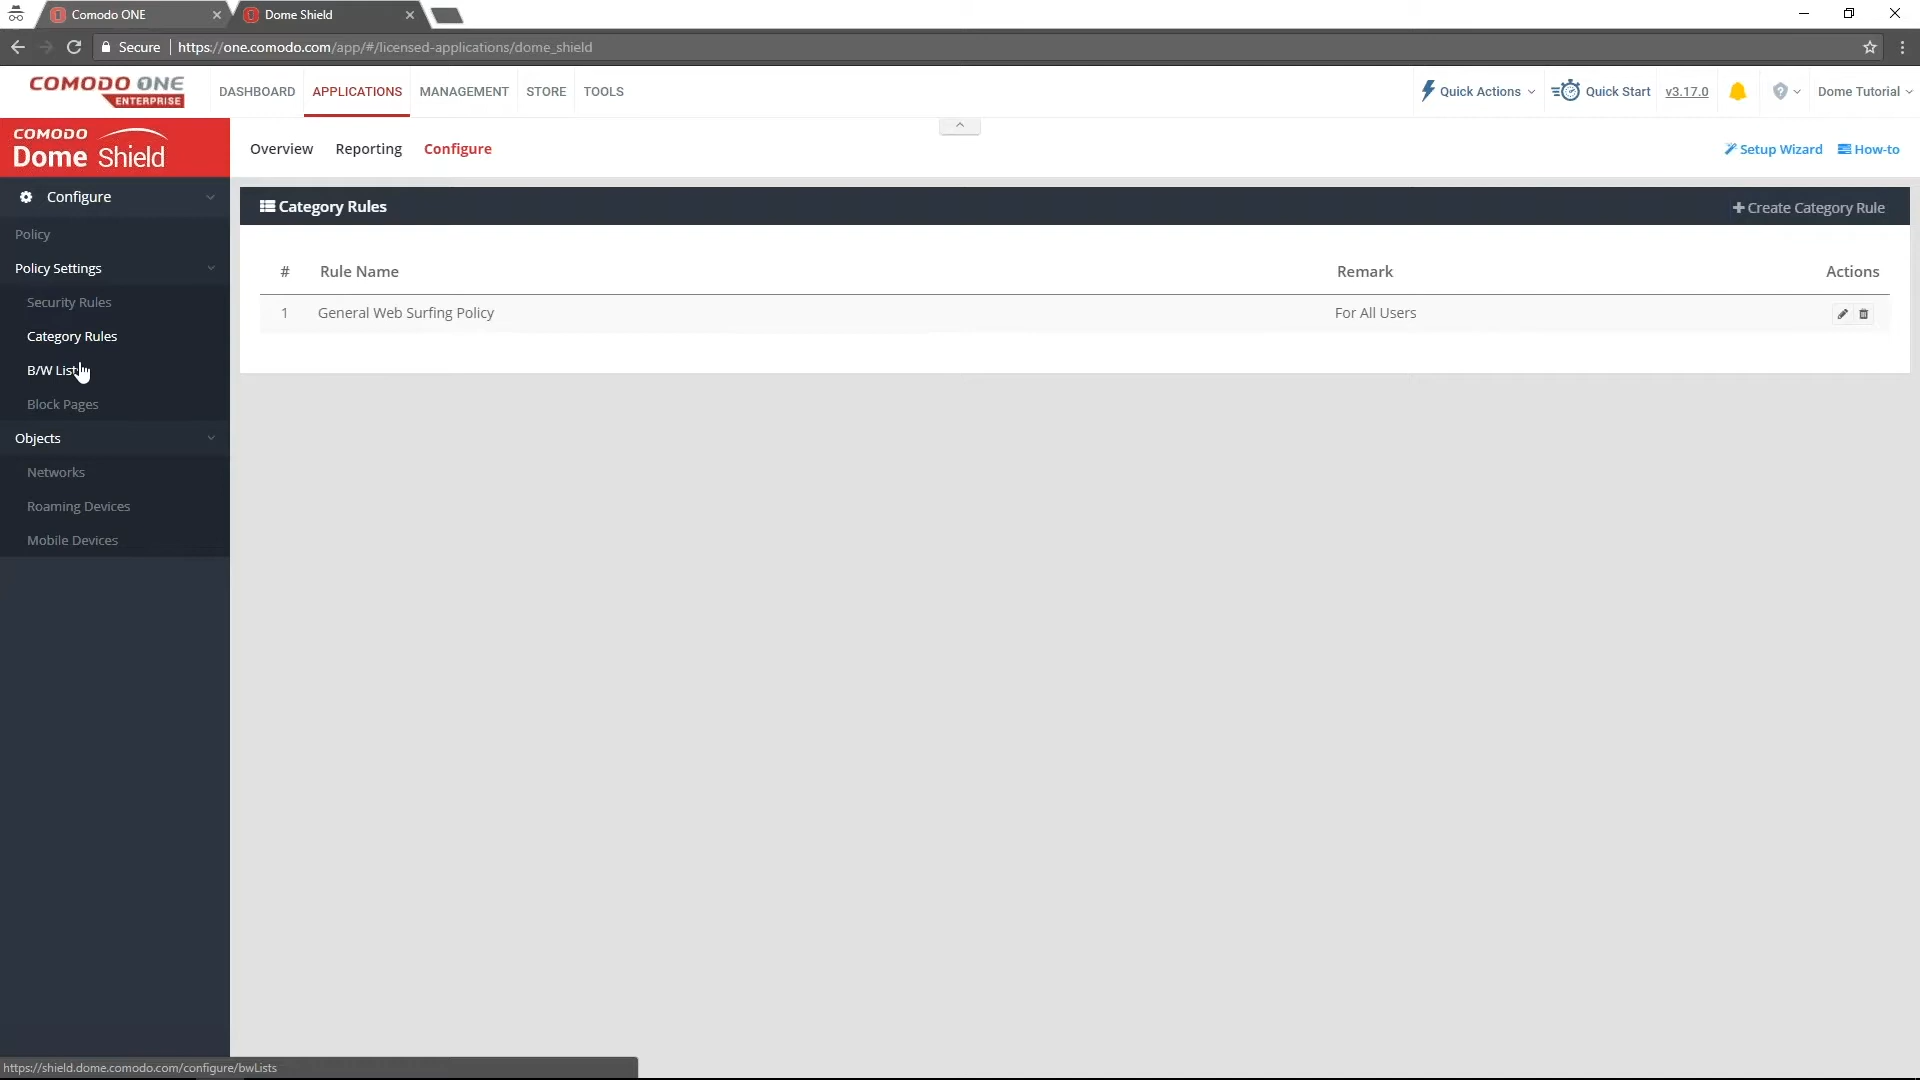 Comodo ONE
Dome Shield
Secure
https://one.comodo.com/app/#/licensed-applications/dome_shield
COMODO ONE
ENTERPRISE
DASHBOARD
APPLICATIONS
MANAGEMENT
STORE
TOOLS
Quick Actions
Quick Start
v3.17.0
Dome Tutorial
COMODO
Dome Shield
Overview
Reporting
Configure
Setup Wizard
How-to
Configure
Policy
Policy Settings
Security Rules
Category Rules
B/W List
Block Pages
Objects
Networks
Roaming Devices
Mobile Devices
Category Rules
Create Category Rule
# Rule Name Remark Actions
1 General Web Surfing Policy For All Users
https://shield.dome.comodo.com/configure/bwLists